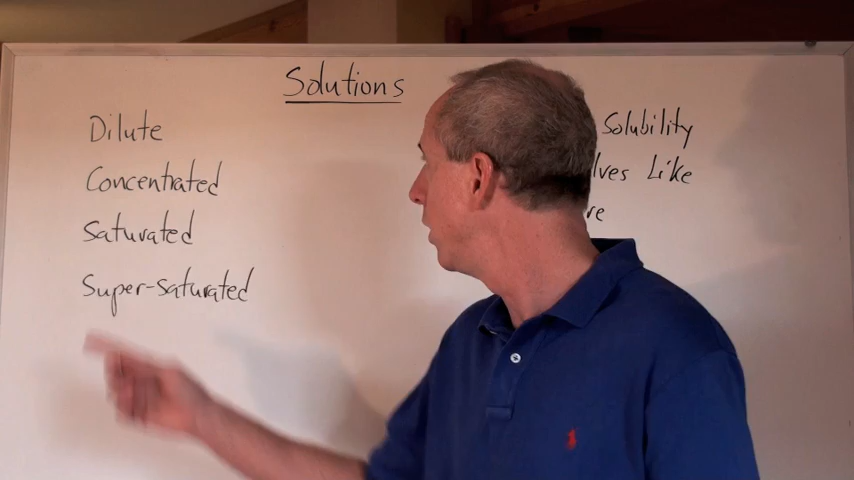 Solutions
Dilute
Concentrated
Saturated
Super-saturated
Solubility
lves Like
re